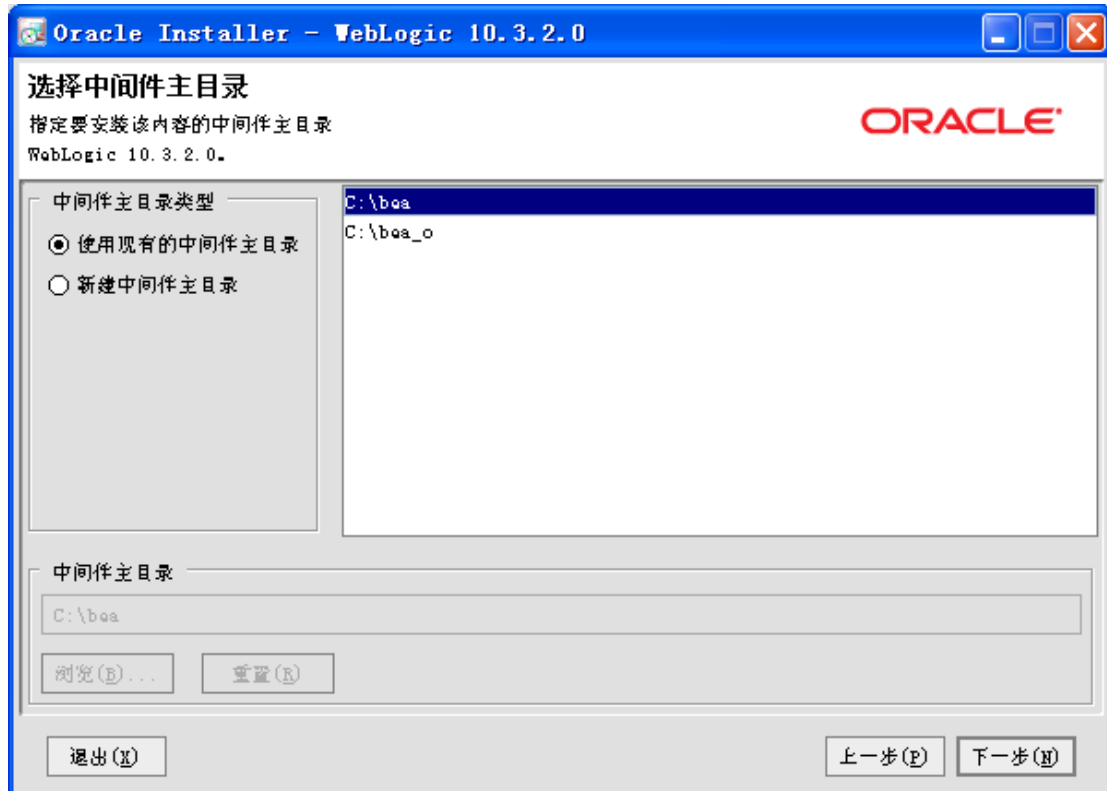 Oracle Installer - WebLogic 10.3.2.0
选择中间件主目录
指定要安装该内容的中间件主目录
WebLogic 10.3.2.0。
ORACLE
中间件主目录类型
使用现有的中间件主目录
新建中间件主目录
C:\bea
C:\bea_o
中间件主目录
C:\bea
浏览(B)...
重置(R)
退出(X)
上一步(P)
下一步(N)